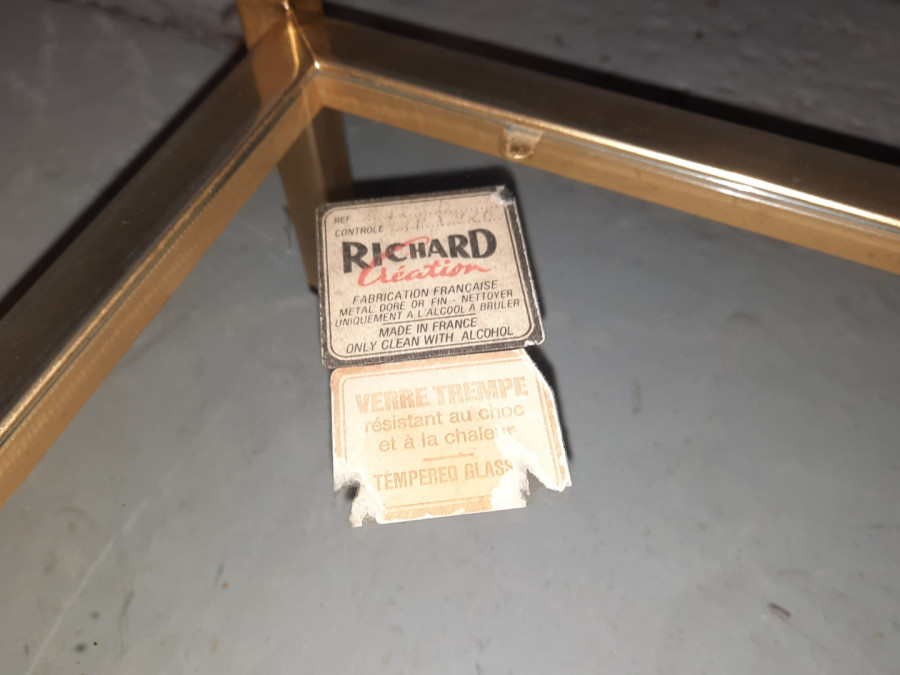 REF
CONTROLE
RICHARD
Création
FABRICATION FRANÇAISE
METAL DORE OR FIN - NETTOYER
UNIQUEMENT A L'ALCOOL A BRULER
MADE IN FRANCE
ONLY CLEAN WITH ALCOHOL
VERRE TREMPE
résistant au choc
et à la chaleur
TEMPERED GLASS